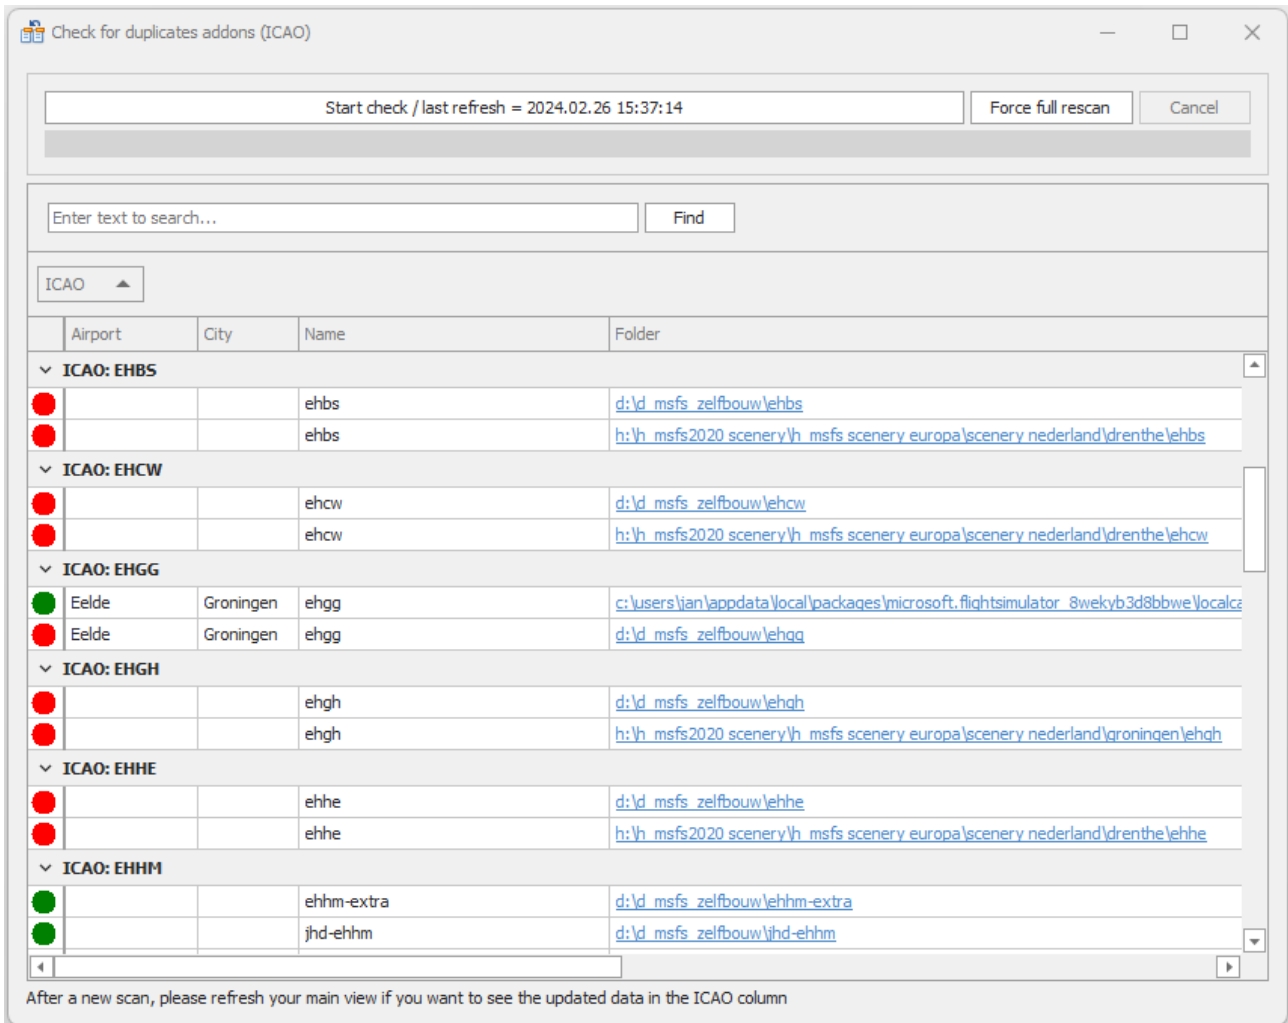 Check for duplicates addons (ICAO)
Start check / last refresh = 2024.02.26 15:37:14 Force full rescan Cancel
Enter text to search... Find
ICAO
Airport City Name Folder
ICAO: EHBS
ehbs d:\d_msfs_zelfbouw\ehbs
ehbs h:\h_msfs2020 scenery\h_msfs scenery europa\scenery nederland\drenthe\ehbs
ICAO: EHCW
ehcw d:\d_msfs_zelfbouw\ehcw
ehcw h:\h_msfs2020 scenery\h_msfs scenery europa\scenery nederland\drenthe\ehcw
ICAO: EHGG
Eelde Groningen ehgg c:\users\jan\appdata\local\packages\microsoft.flightsimulator_8wekyb3d8bbwe\localca
Eelde Groningen ehgg d:\d_msfs_zelfbouw\ehgg
ICAO: EHGH
ehgh d:\d_msfs_zelfbouw\ehgh
ehgh h:\h_msfs2020 scenery\h_msfs scenery europa\scenery nederland\groningen\ehgh
ICAO: EHHE
ehhe d:\d_msfs_zelfbouw\ehhe
ehhe h:\h_msfs2020 scenery\h_msfs scenery europa\scenery nederland\drenthe\ehhe
ICAO: EHHM
ehhm-extra d:\d_msfs_zelfbouw\ehhm-extra
jhd-ehhm d:\d_msfs_zelfbouw\jhd-ehhm
After a new scan, please refresh your main view if you want to see the updated data in the ICAO column